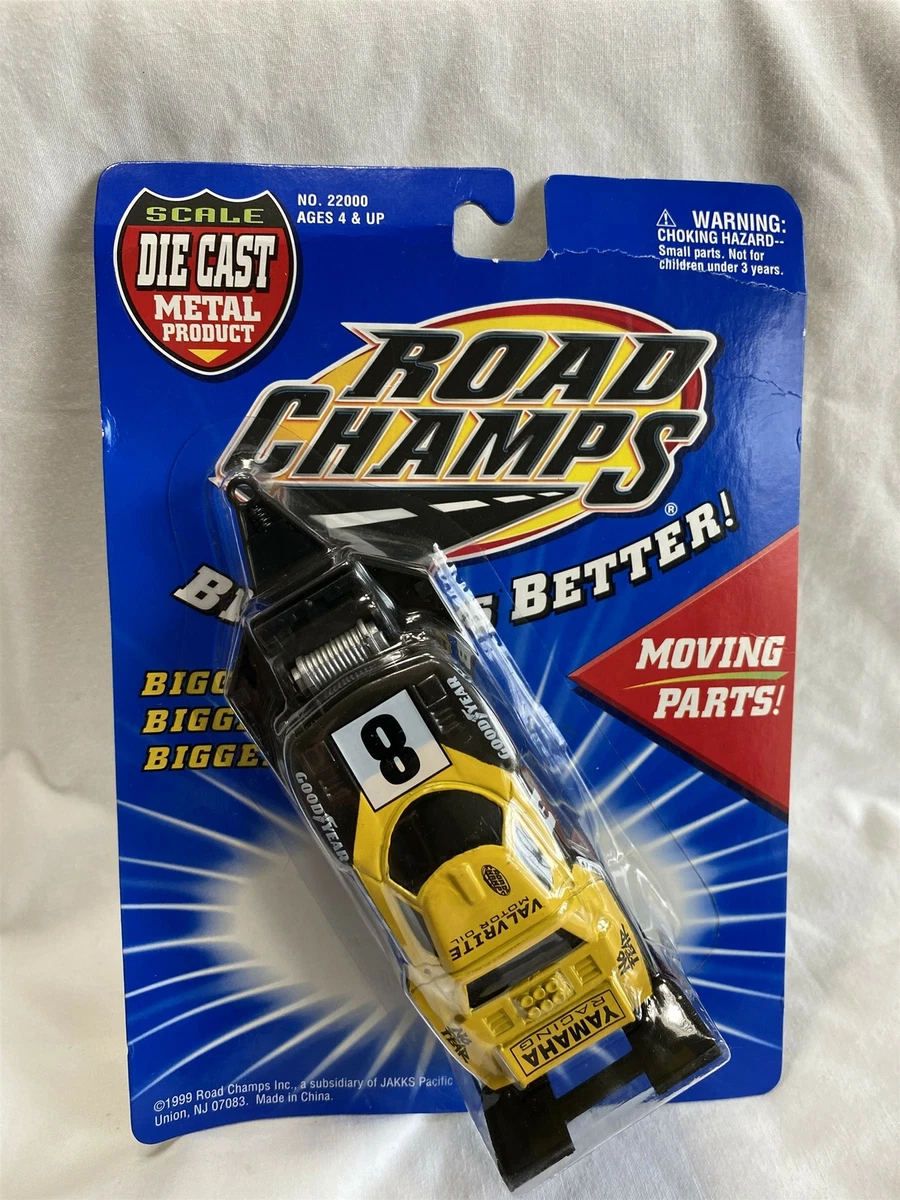 SCALE
DIE CAST
METAL
PRODUCT
NO. 22000
AGES 4 & UP
WARNING:
CHOKING HAZARD--
Small parts. Not for
children under 3 years.
ROAD
CHAMPS®
BETTER!
MOVING
PARTS!
GOODYEAR
8
GOODYEAR
ROAD CHAMPS
VALVRITE
MOTOR OIL
YAMAHA
RACING
©1999 Road Champs Inc., a subsidiary of JAKKS Pacific
Union, NJ 07083. Made in China.